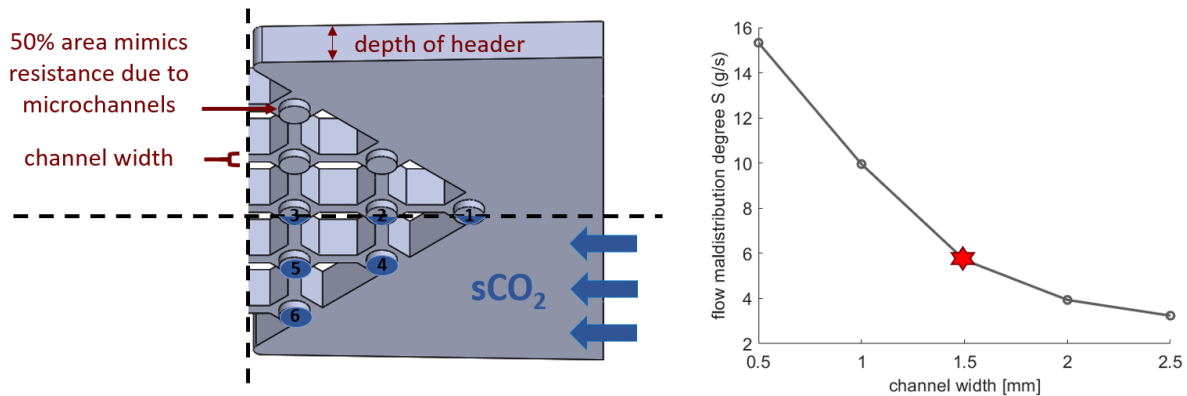 50% area mimics
resistance due to
microchannels
channel width
depth of header
3
2
1
5
4
6
sCO₂
flow maldistribution degree S (g/s)
16
14
12
10
8
6
4
2
0.5
1
1.5
2
2.5
channel width [mm]